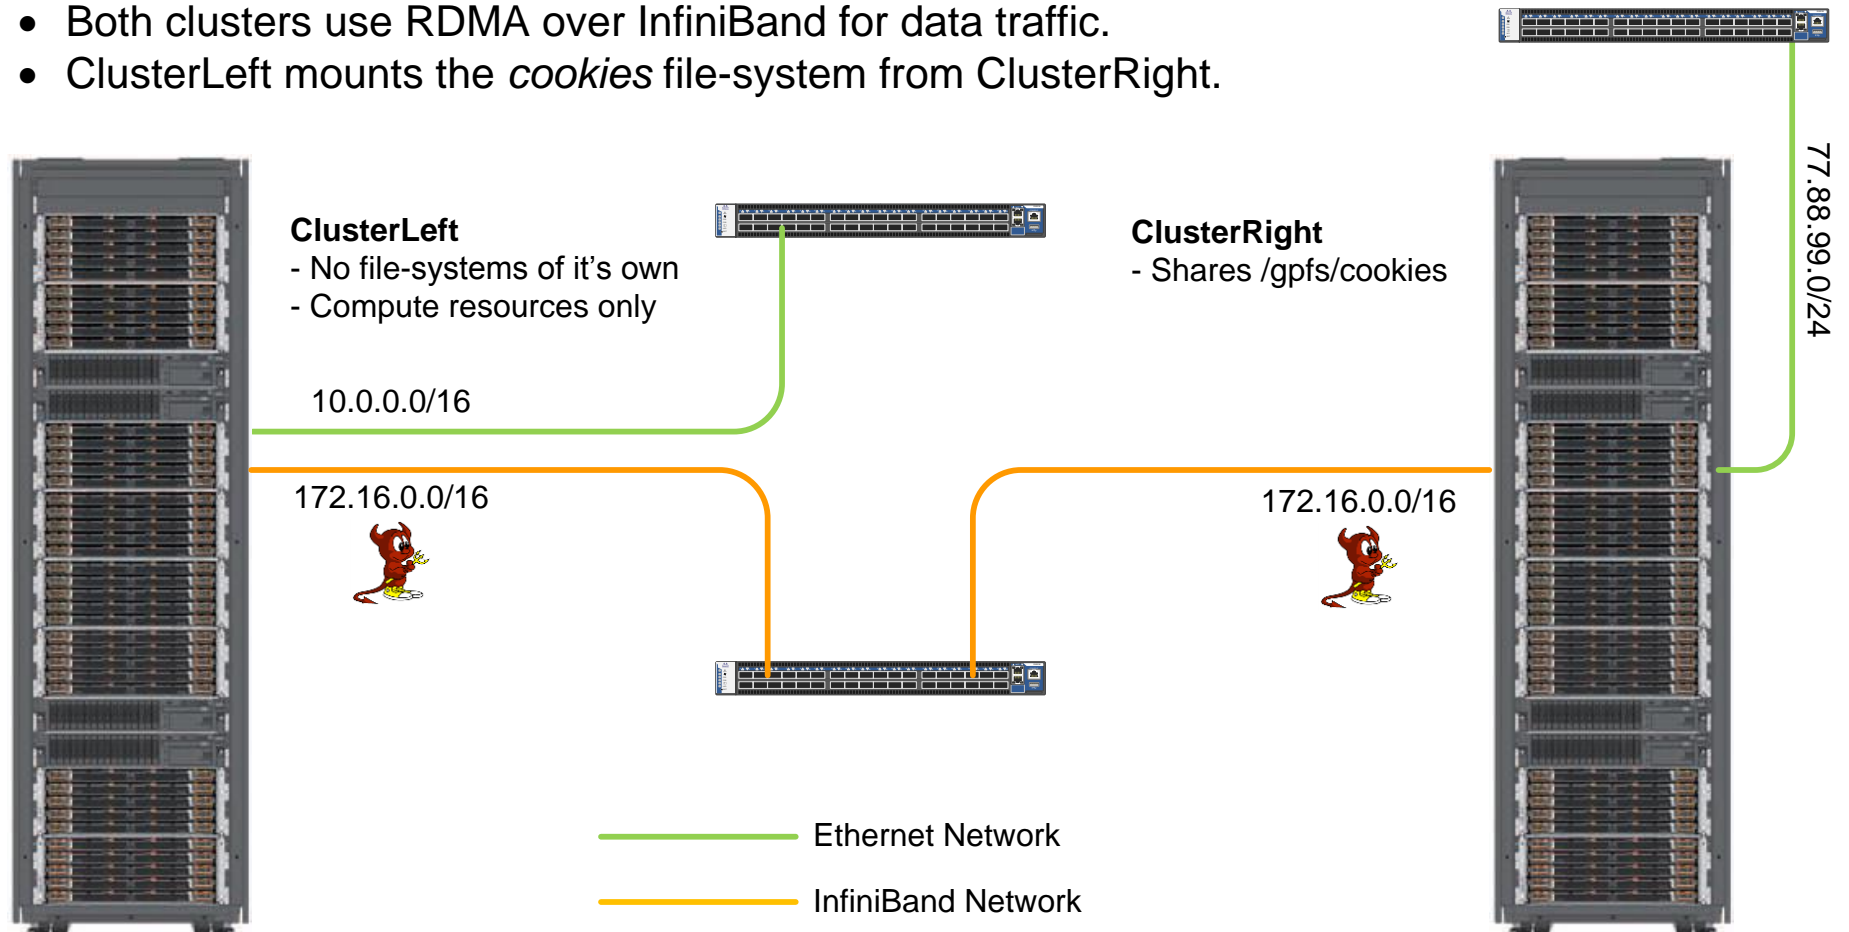 • Both clusters use RDMA over InfiniBand for data traffic.
• ClusterLeft mounts the cookies file-system from ClusterRight.
ClusterLeft
- No file-systems of it's own
- Compute resources only
ClusterRight
- Shares /gpfs/cookies
77.88.99.0/24
10.0.0.0/16
172.16.0.0/16
172.16.0.0/16
Ethernet Network
InfiniBand Network